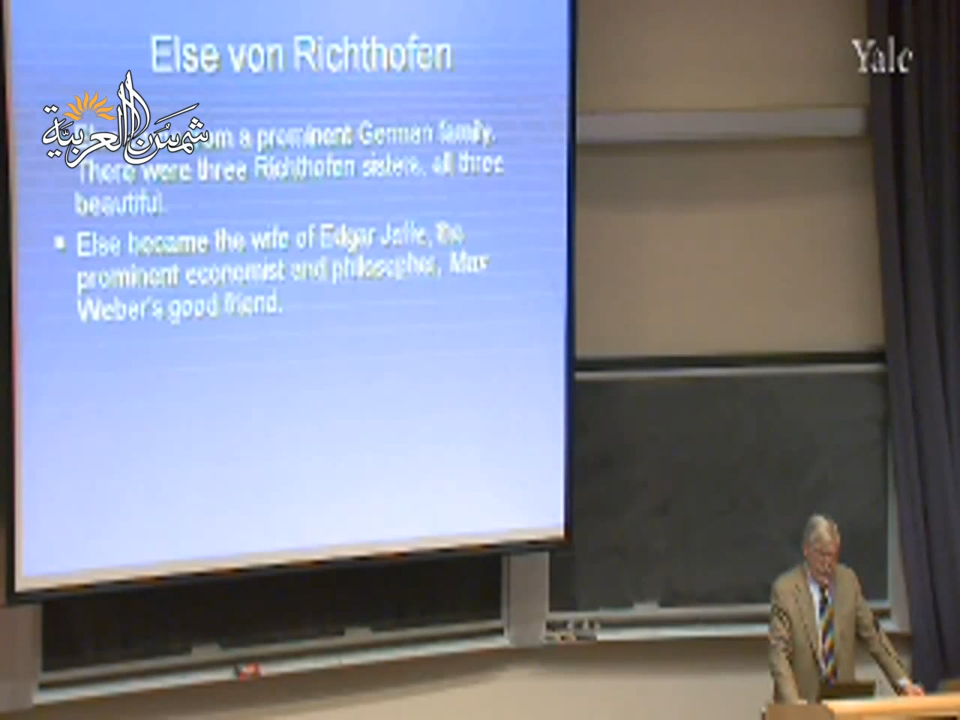 Else von Richthofen
Yale
شمس العربية
from a prominent German family.
There were three Richthofen sisters, all three
beautiful.
Else became the wife of Edgar Jaffe, the
prominent economist and philosopher, Max
Weber's good friend.